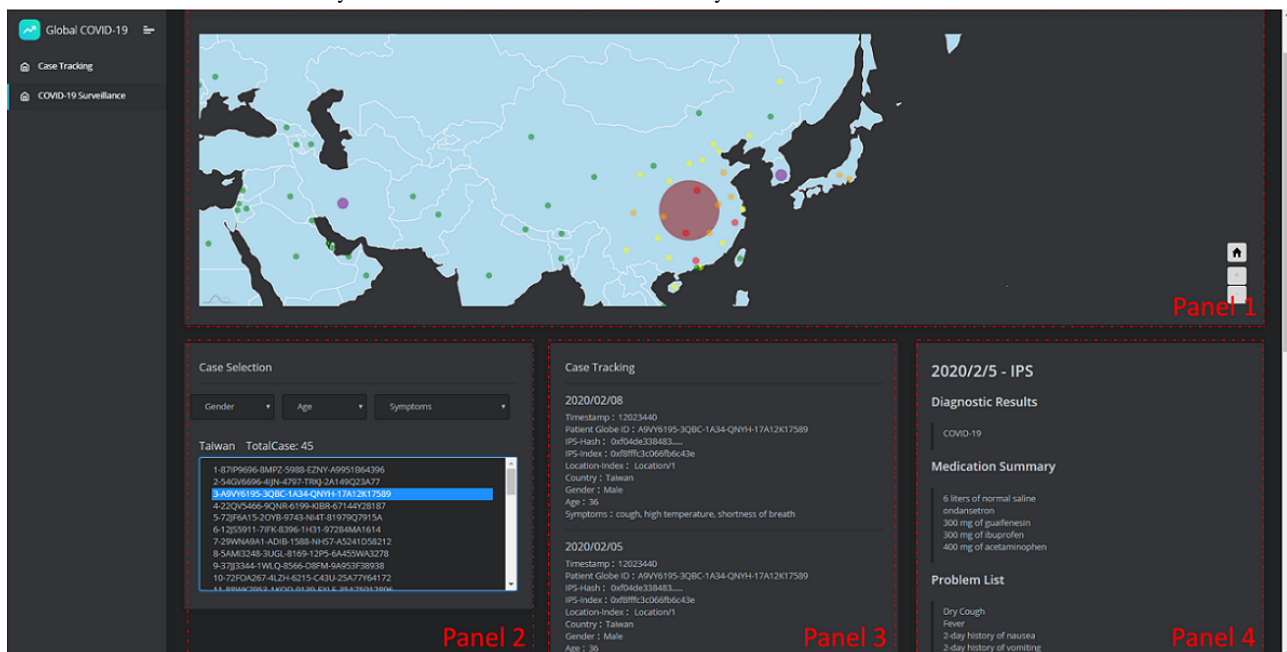 Global COVID-19
Case Tracking
COVID-19 Surveillance
Panel 1
Case Selection
Gender
Age
Symptoms
Taiwan TotalCase: 45
1-87IP9696-8MPZ-5988-EZNY-A9951B64396
2-54GV6696-4IJN-4797-TRKJ-2A149Q23A77
3-A9VY6195-3QBC-1A34-QNYH-17A12K17589
4-22QV5466-9QNR-6199-KIBR-67144Y28187
5-72JF6A15-2OYB-9743-NI4T-81979Q7915A
6-12JS5911-7IFK-8396-1H31-97284MA1614
7-29WNA9A1-ADIB-1588-NHS7-A5241D58212
8-5AMI3248-3UGL-8169-12P5-6A455WA3278
9-37JJ3344-1WLQ-8566-D8FM-9A953F38938
10-72FOA267-4LZH-6215-C43U-25A77Y64172
Panel 2
Case Tracking
2020/02/08
Timestamp : 12023440
Patient Globe ID : A9VY6195-3QBC-1A34-QNYH-17A12K17589
IPS-Hash : 0xf04de338483.....
IPS-Index : 0xf8fffc3c066fb6c43e
Location-Index : Location/1
Country : Taiwan
Gender : Male
Age : 36
Symptoms : cough, high temperature, shortness of breath
2020/02/05
Timestamp : 12023440
Patient Globe ID : A9VY6195-3QBC-1A34-QNYH-17A12K17589
IPS-Hash : 0xf04de338483.....
IPS-Index : 0xf8fffc3c066fb6c43e
Location-Index : Location/1
Country : Taiwan
Gender : Male
Age : 36
Panel 3
2020/2/5 - IPS
Diagnostic Results
COVID-19
Medication Summary
6 liters of normal saline
ondansetron
300 mg of guaifenesin
300 mg of ibuprofen
400 mg of acetaminophen
Problem List
Dry Cough
Fever
2-day history of nausea
2-day history of vomiting
Panel 4